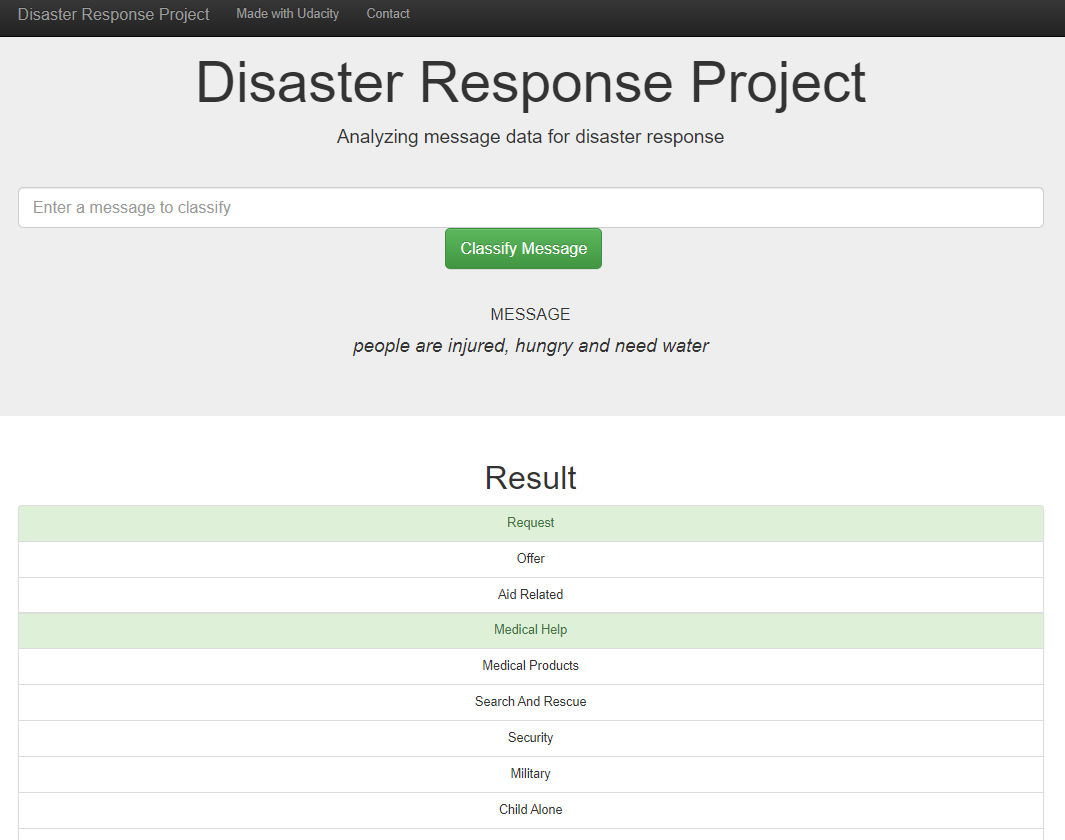 Disaster Response Project Made with Udacity Contact
Disaster Response Project
Analyzing message data for disaster response
Enter a message to classify
Classify Message
MESSAGE
people are injured, hungry and need water
Result
Request
Offer
Aid Related
Medical Help
Medical Products
Search And Rescue
Security
Military
Child Alone